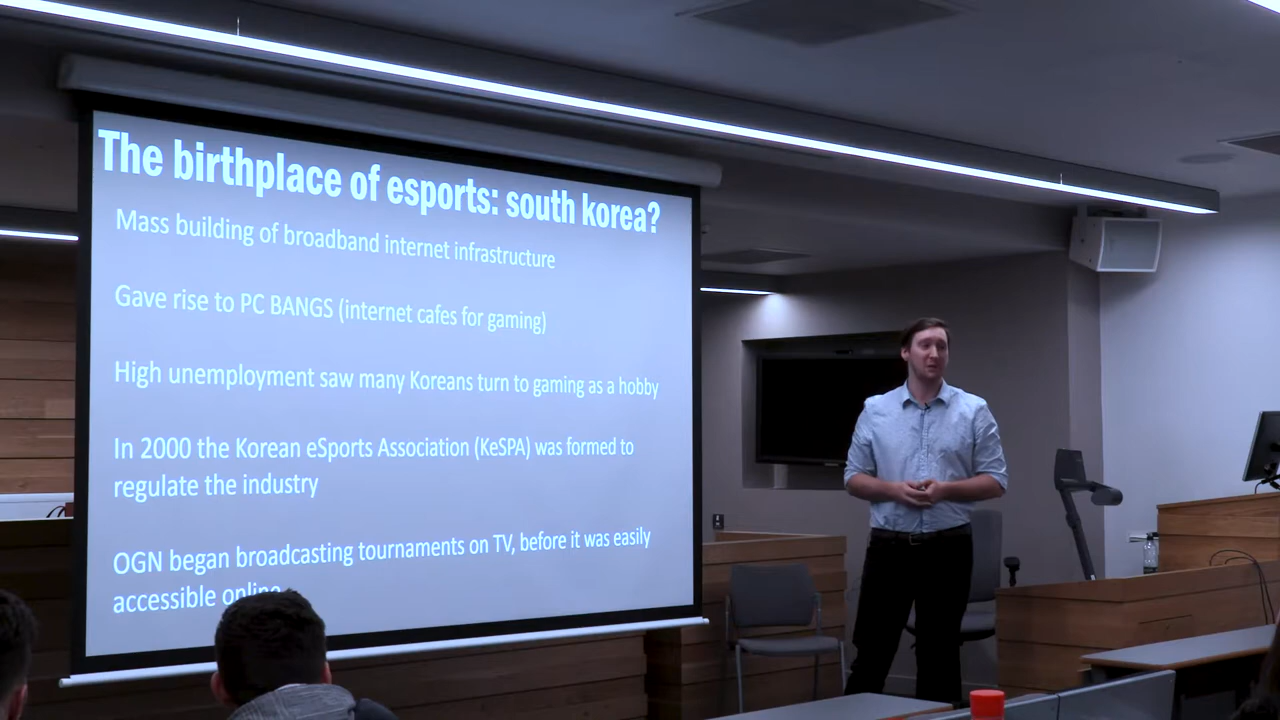 The birthplace of esports: south korea?
Mass building of broadband internet infrastructure
Gave rise to PC BANGS (internet cafes for gaming)
High unemployment saw many Koreans turn to gaming as a hobby
In 2000 the Korean eSports Association (KeSPA) was formed to
regulate the industry
OGN began broadcasting tournaments on TV, before it was easily
accessible online